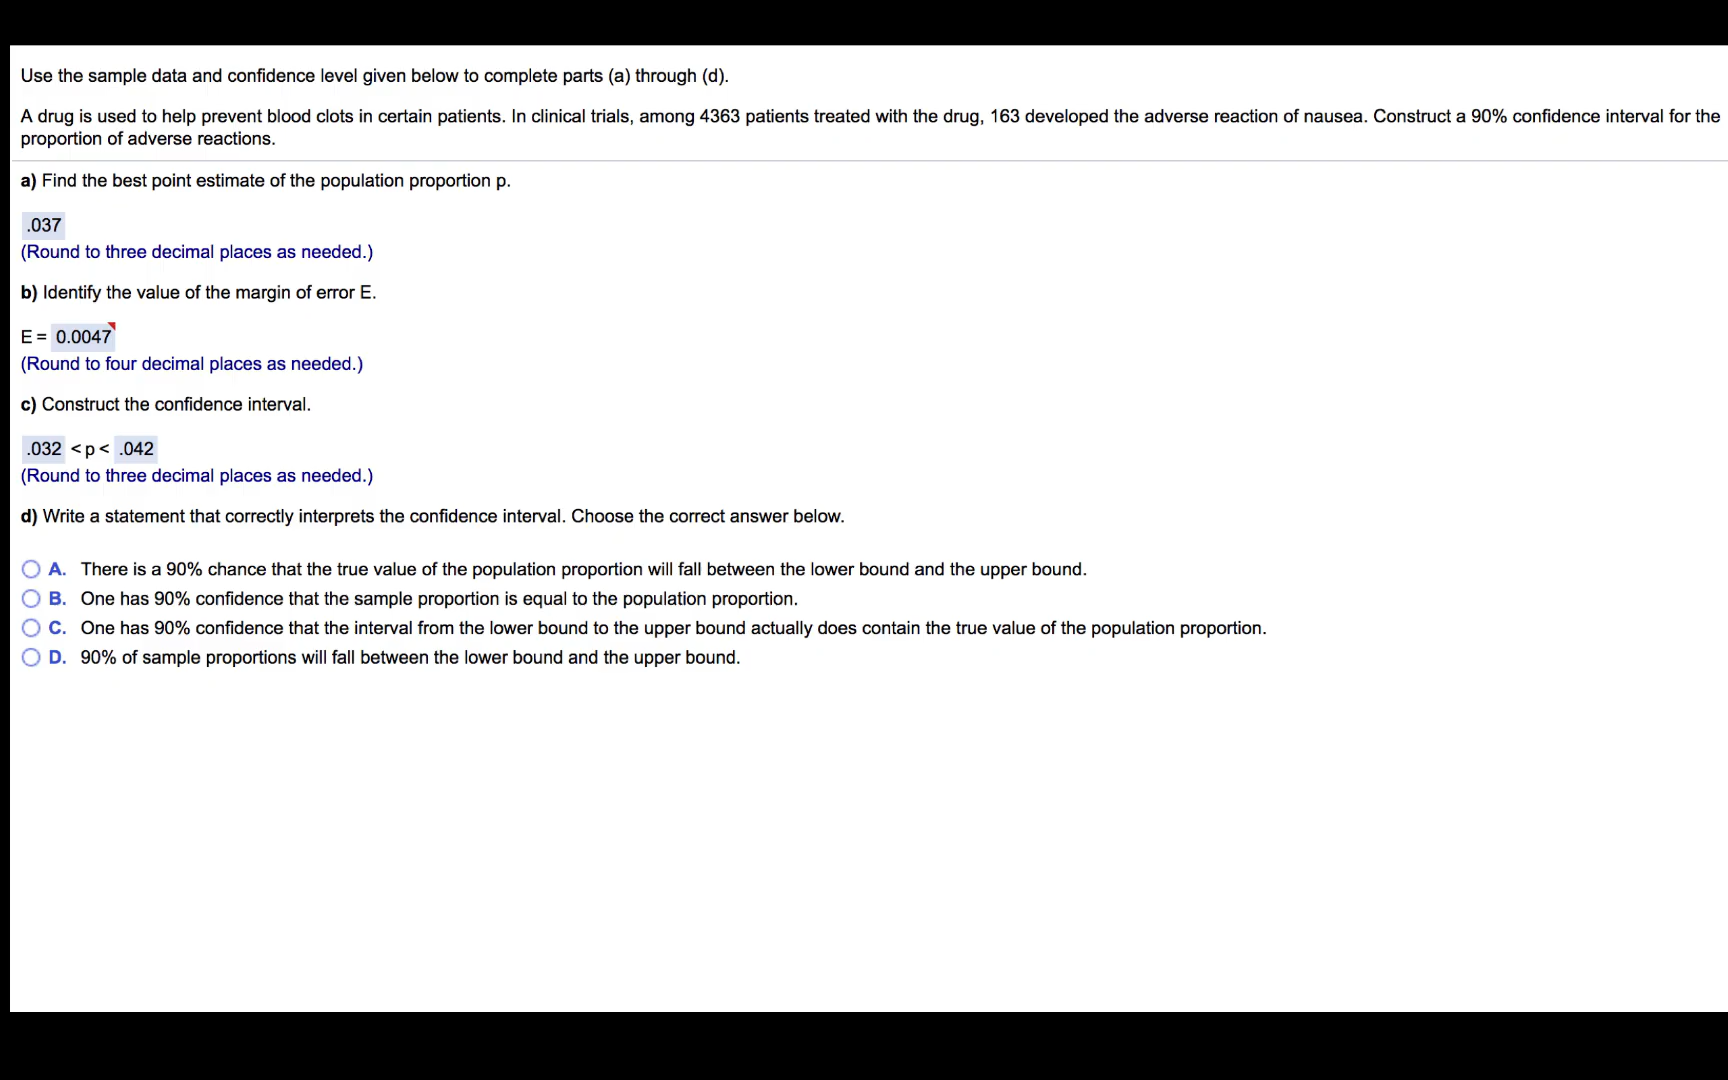 Use the sample data and confidence level given below to complete parts (a) through (d).
A drug is used to help prevent blood clots in certain patients. In clinical trials, among 4363 patients treated with the drug, 163 developed the adverse reaction of nausea. Construct a 90% confidence interval for the
proportion of adverse reactions.
a) Find the best point estimate of the population proportion p.
.037
(Round to three decimal places as needed.)
b) Identify the value of the margin of error E.
E = 0.0047
(Round to four decimal places as needed.)
c) Construct the confidence interval.
.032 < p < .042
(Round to three decimal places as needed.)
d) Write a statement that correctly interprets the confidence interval. Choose the correct answer below.
A. There is a 90% chance that the true value of the population proportion will fall between the lower bound and the upper bound.
B. One has 90% confidence that the sample proportion is equal to the population proportion.
C. One has 90% confidence that the interval from the lower bound to the upper bound actually does contain the true value of the population proportion.
D. 90% of sample proportions will fall between the lower bound and the upper bound.